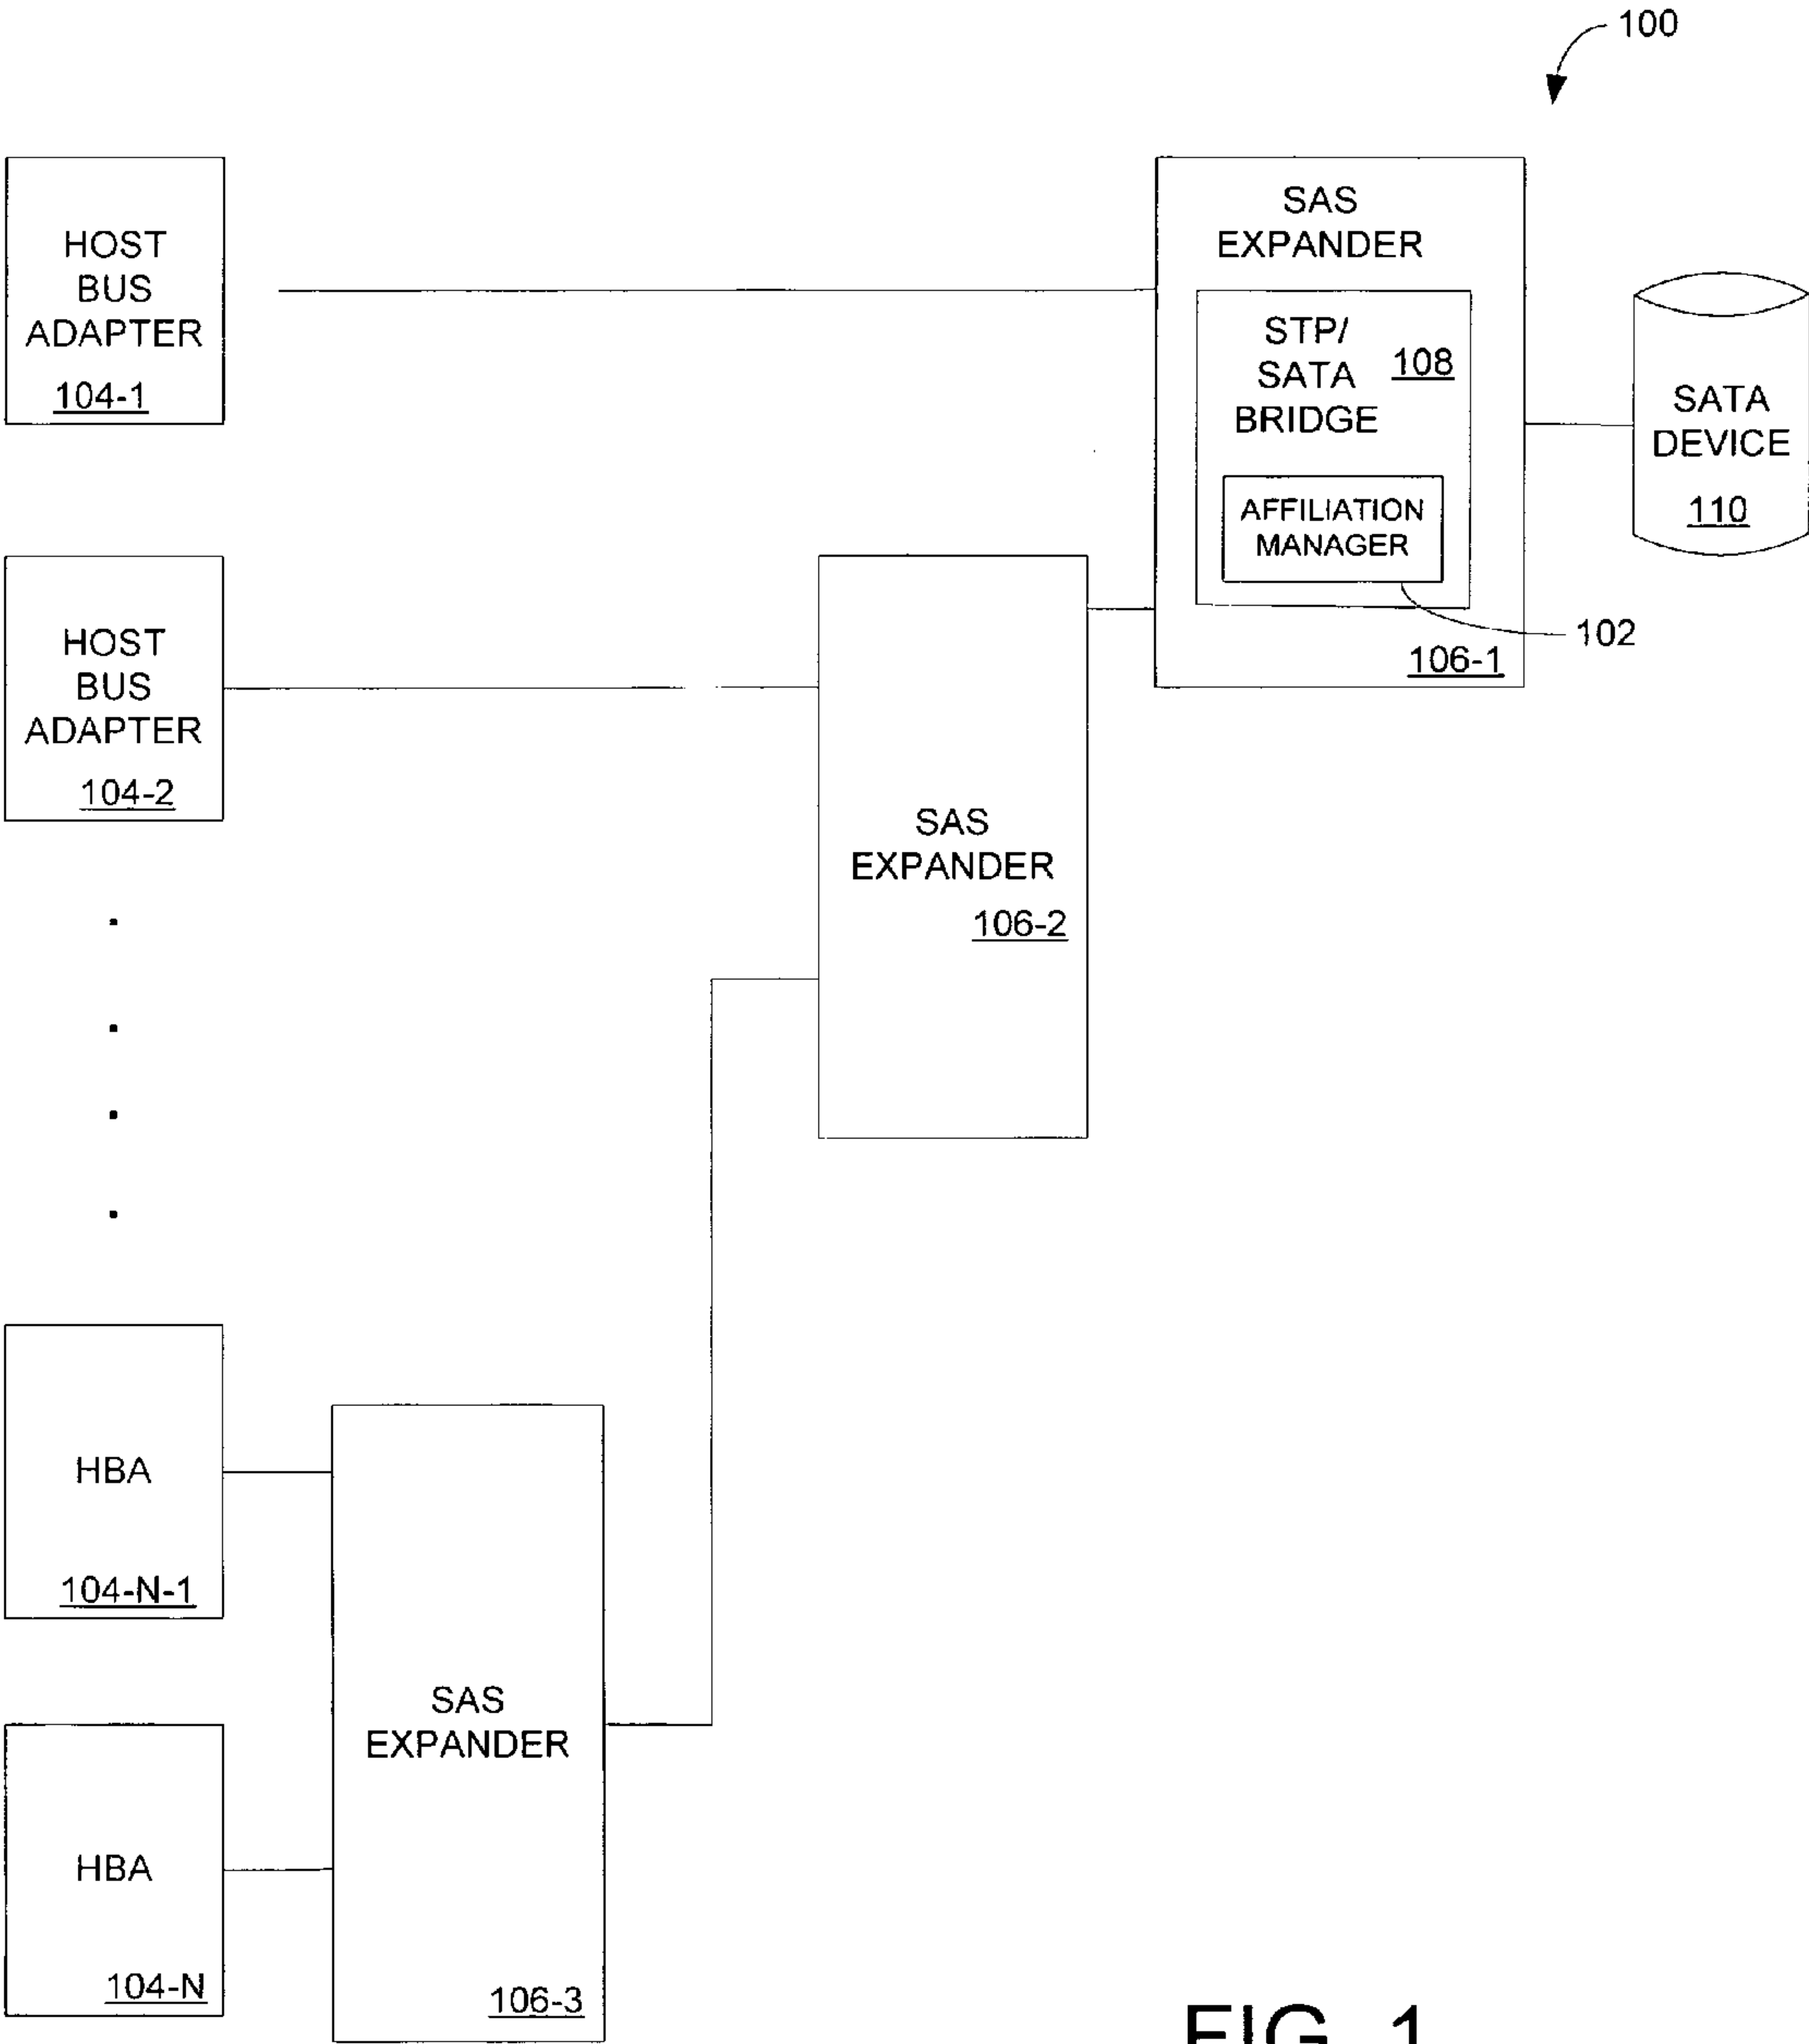 100
HOST
BUS
ADAPTER
104-1
SAS
EXPANDER
STP/
SATA
BRIDGE
108
AFFILIATION
MANAGER
102
106-1
SATA
DEVICE
110
HOST
BUS
ADAPTER
104-2
SAS
EXPANDER
106-2
HBA
104-N-1
SAS
EXPANDER
106-3
HBA
104-N
FIG. 1